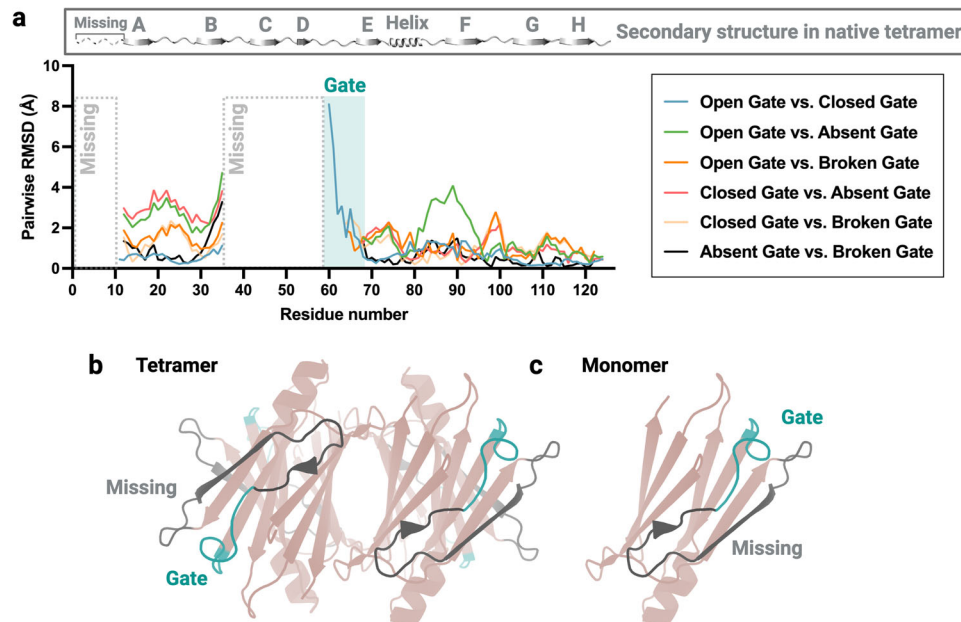 a
Missing A B C D E Helix F G H Secondary structure in native tetramer
Gate
Pairwise RMSD (Å)
10
8
6
4
2
0
Missing
Missing
0 10 20 30 40 50 60 70 80 90 100 110 120
Residue number
Open Gate vs. Closed Gate
Open Gate vs. Absent Gate
Open Gate vs. Broken Gate
Closed Gate vs. Absent Gate
Closed Gate vs. Broken Gate
Absent Gate vs. Broken Gate
b Tetramer
Missing
Gate
c Monomer
Gate
Missing